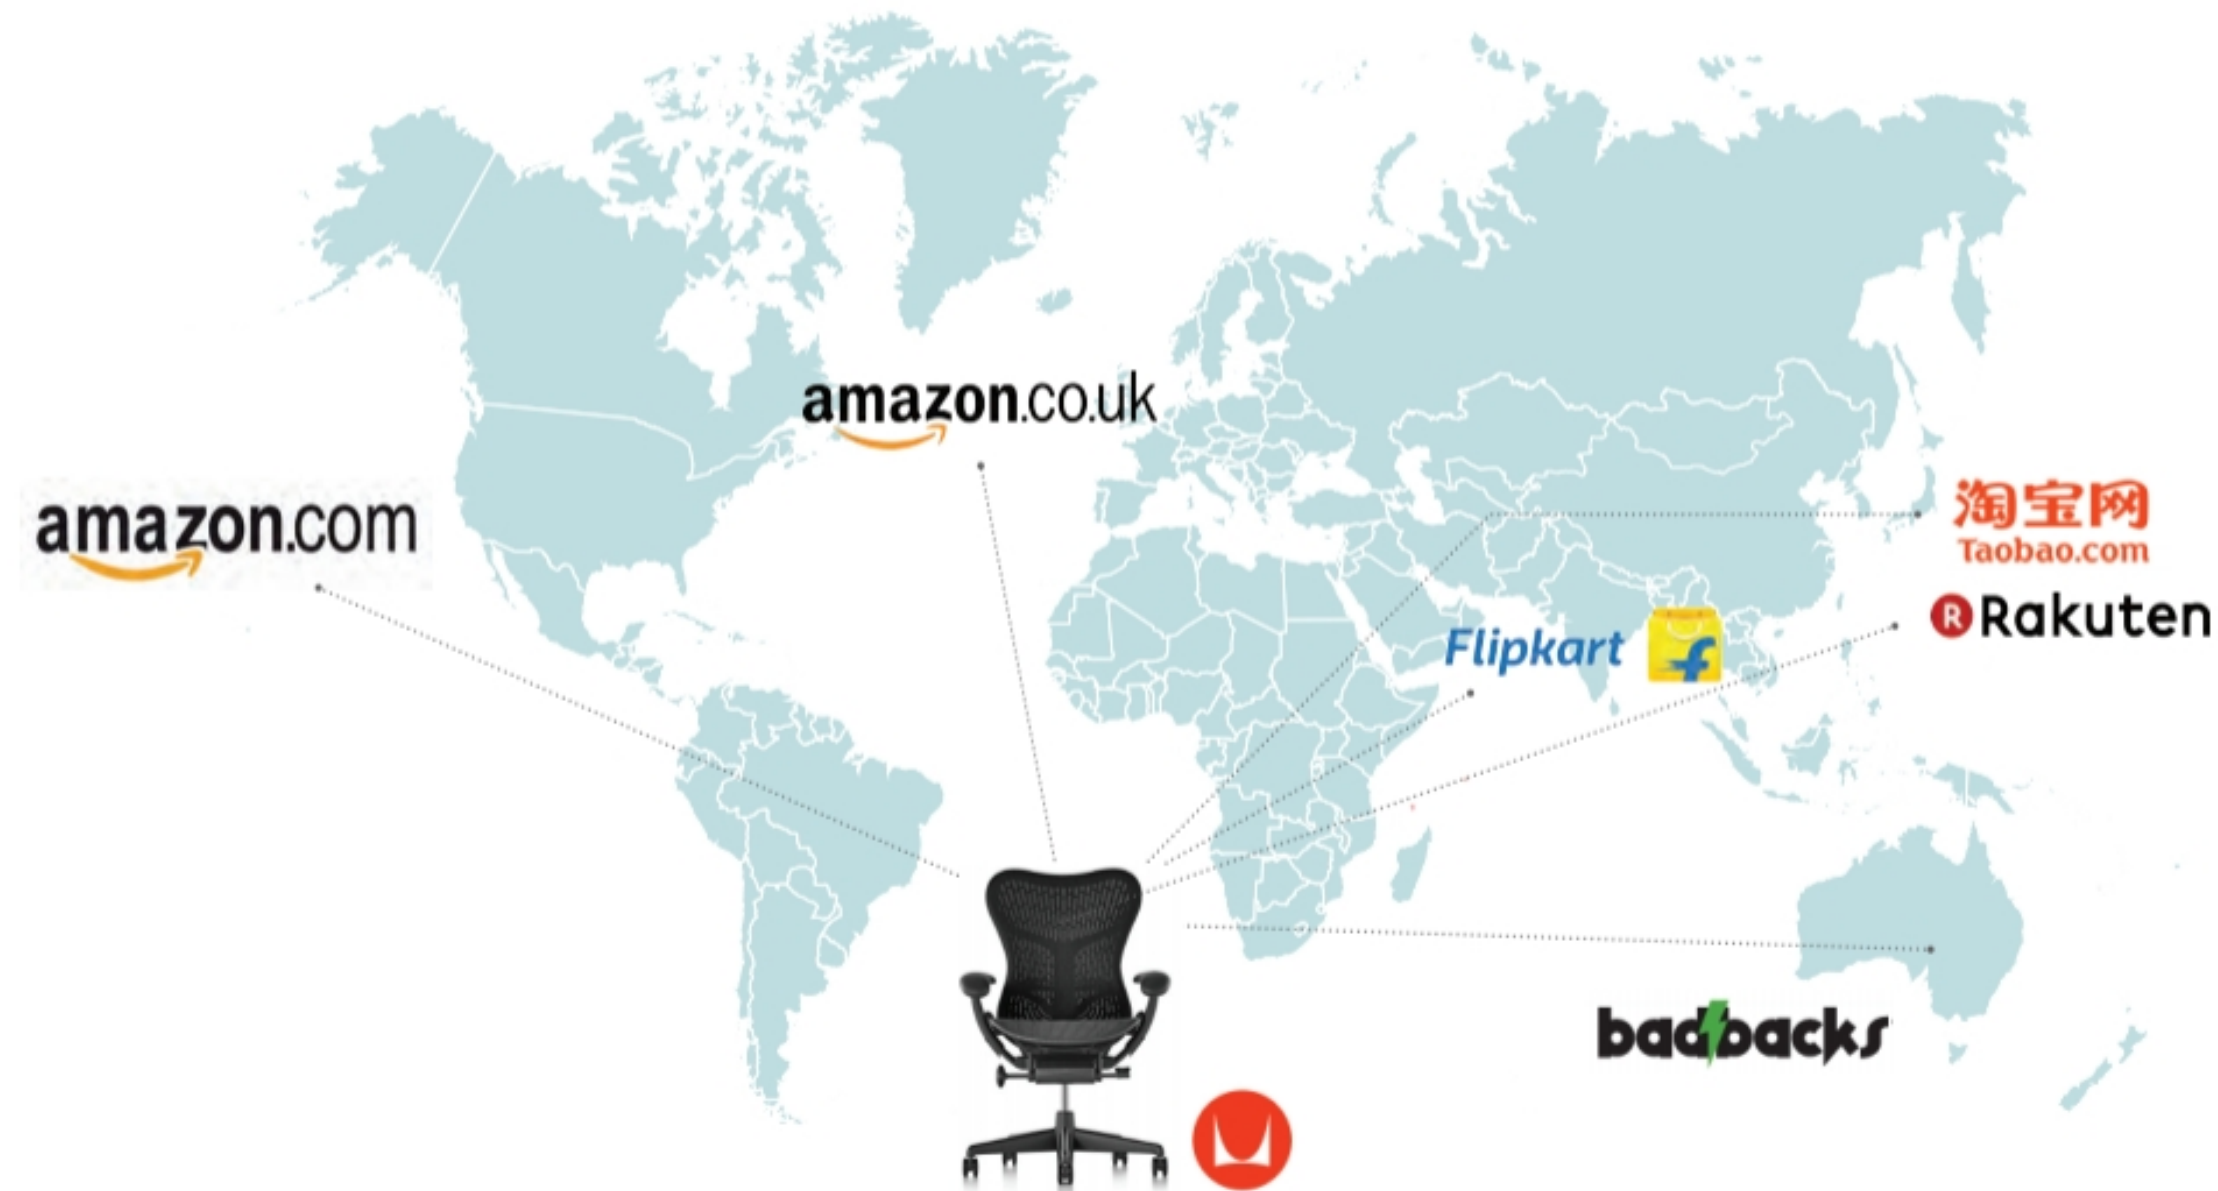 amazon.co.uk
amazon.com
淘宝网
Taobao.com
R Rakuten
Flipkart f
badbacks